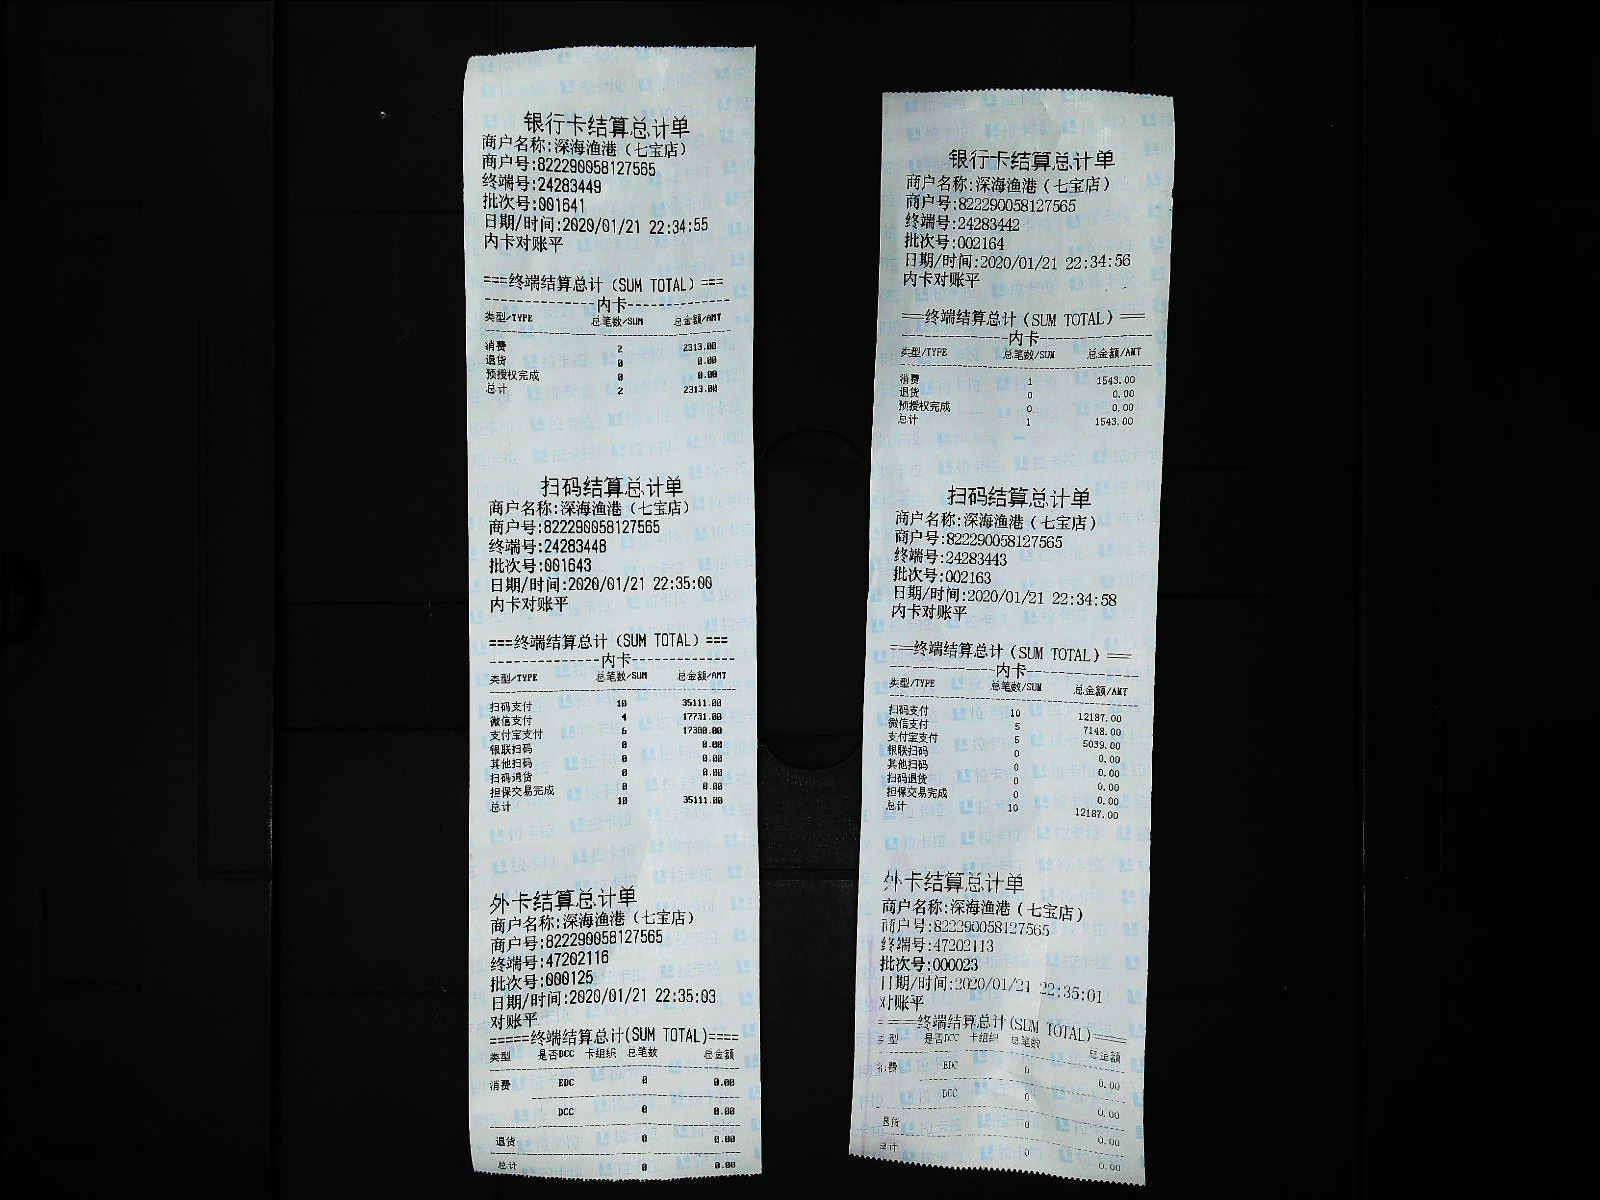 银行卡结算总计单
商户名称:深海渔港(七宝店)
商户号:822290058127565
终端号:24283449
批次号:001641
日期/时间:2020/01/21 22:34:55
内卡对账平
===终端结算总计(SUM TOTAL)===
--------------内卡--------------
类型/TYPE 总笔数/SUM 总金额/AMT
消费 2 2313.00
退货 0 0.00
预授权完成 0 0.00
总计 2 2313.00
扫码结算总计单
商户名称:深海渔港(七宝店)
商户号:822290058127565
终端号:24283448
批次号:001643
日期/时间:2020/01/21 22:35:00
内卡对账平
===终端结算总计(SUM TOTAL)===
--------------内卡--------------
类型/TYPE 总笔数/SUM 总金额/AMT
扫码支付 10 35111.00
微信支付 4 17731.00
支付宝支付 6 17380.00
银联扫码 0 0.00
其他扫码 0 0.00
扫码退货 0 0.00
担保交易完成 0 0.00
总计 10 35111.00
外卡结算总计单
商户名称:深海渔港(七宝店)
商户号:822290058127565
终端号:47202116
批次号:000125
日期/时间:2020/01/21 22:35:03
对账平
=====终端结算总计(SUM TOTAL)====
类型 是否DCC 卡组织 总笔数 总金额
消费 EDC 0 0.00
DCC 0 0.00
退货 0 0.00
总计 0 0.00
银行卡结算总计单
商户名称:深海渔港(七宝店)
商户号:822290058127565
终端号:24283442
批次号:002164
日期/时间:2020/01/21 22:34:56
内卡对账平
===终端结算总计(SUM TOTAL)===
--------------内卡--------------
类型/TYPE 总笔数/SUM 总金额/AMT
消费 1 1543.00
退货 0 0.00
预授权完成 0 0.00
总计 1 1543.00
扫码结算总计单
商户名称:深海渔港(七宝店)
商户号:822290058127565
终端号:24283443
批次号:002163
日期/时间:2020/01/21 22:34:58
内卡对账平
===终端结算总计(SUM TOTAL)===
--------------内卡--------------
类型/TYPE 总笔数/SUM 总金额/AMT
扫码支付 10 12187.00
微信支付 5 7148.00
支付宝支付 5 5039.00
银联扫码 0 0.00
其他扫码 0 0.00
扫码退货 0 0.00
担保交易完成 0 0.00
总计 10 12187.00
外卡结算总计单
商户名称:深海渔港(七宝店)
商户号:822290058127565
终端号:47202113
批次号:000023
日期/时间:2020/01/21 22:35:01
对账平
=====终端结算总计(SUM TOTAL)====
类型 是否DCC 卡组织 总笔数 总金额
消费 EDC 0 0.00
DCC 0 0.00
退货 0 0.00
总计 0 0.00